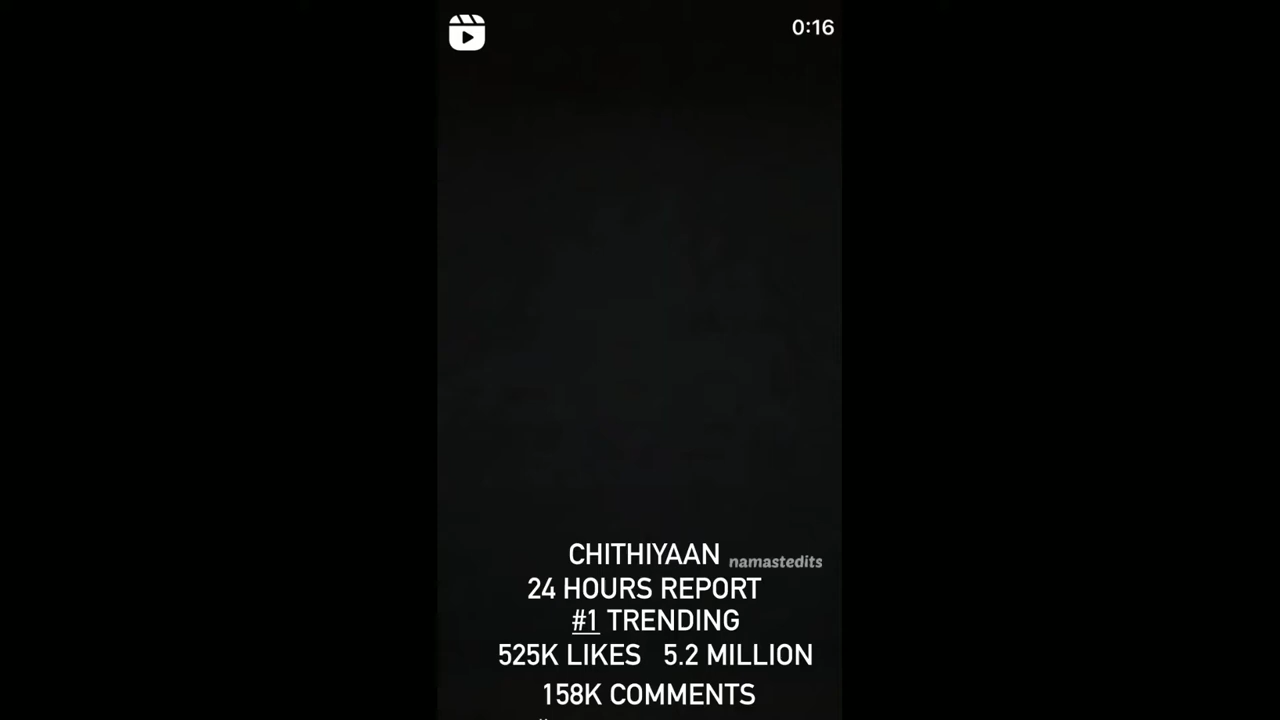 0:16
CHITHIYAAN
namastedits
24 HOURS REPORT
#1 TRENDING
525K LIKES 5.2 MILLION
158K COMMENTS